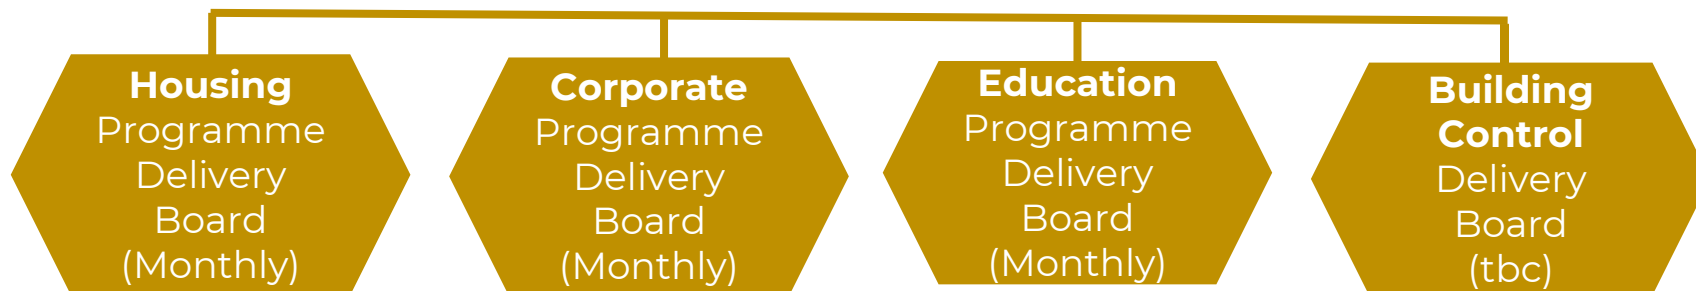 Housing
Programme
Delivery
Board
(Monthly)
Corporate
Programme
Delivery
Board
(Monthly)
Education
Programme
Delivery
Board
(Monthly)
Building
Control
Delivery
Board
(tbc)